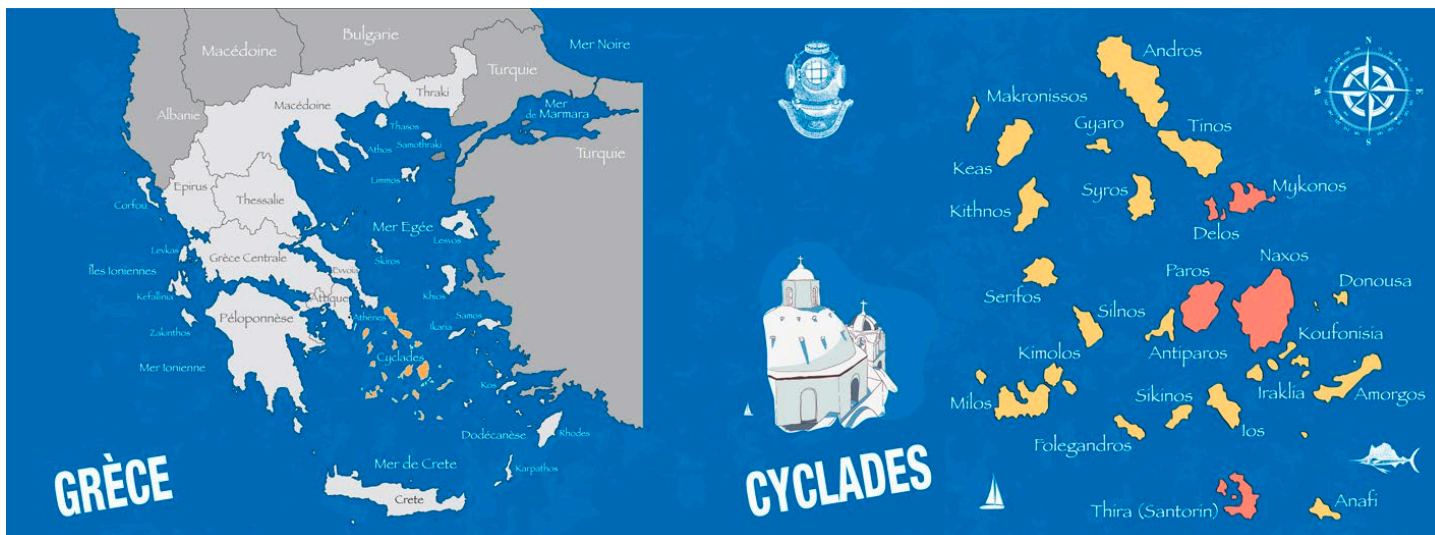 Bulgarie
Mer Noire
Macédoine
Turquie
Thraki
Macédoine
Albanie
Mer
de Marmara
Thasos
Samothraki
Athos
Turquie
Limnos
Epirus
Thessalie
Corfou
Mer Egée
Lesvos
Levkas
Skiros
Grèce Centrale
Evvoia
Îles Ioniennes
Kefallinia
Attique
Khios
Athènes
Péloponnèse
Samos
Ikaria
Zakinthos
Cyclades
Mer Ionienne
Kos
Dodécanèse
Rhodes
Mer de Crete
Karpathos
Crete
GRÈCE
CYCLADES
N
W
E
S
Andros
Makronissos
Gyaro
Tinos
Keas
Syros
Mykonos
Kithnos
Delos
Naxos
Paros
Donousa
Serifos
Silnos
Koufonisia
Kimolos
Antiparos
Iraklia
Amorgos
Milos
Sikinos
Ios
Folegandros
Thira (Santorin)
Anafi